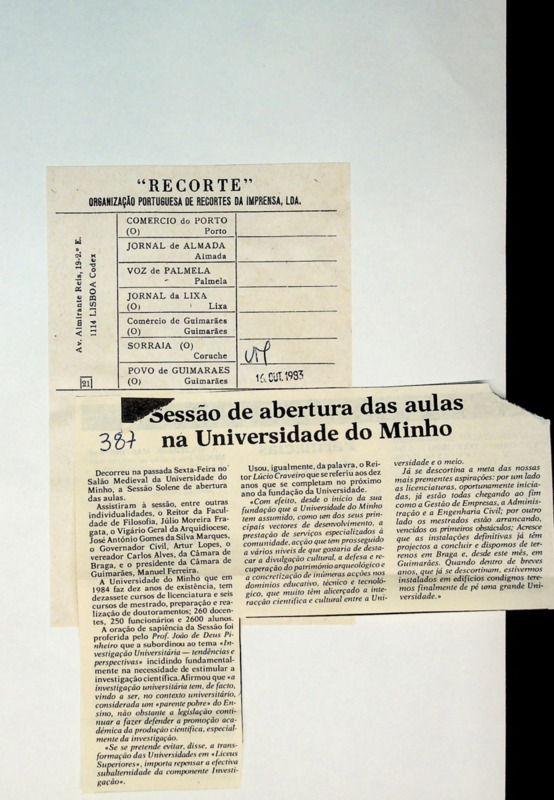 "RECORTE"
ORGANIZAÇÃO PORTUGUESA DE RECORTES DA IMPRENSA, LDA.
Av. Almirante Reis, 19-2.º E.
1114 LISBOA Codex
21
COMERCIO do PORTO
(O) Porto
JORNAL de ALMADA
Almada
VOZ de PALMELA
Palmela
JORNAL da LIXA
(O) Lixa
Comércio de Guimarães
(O) Guimarães
SORRAIA (O)
Coruche
POVO de GUIMARAES
(O) Guimarães
OUT. 1983
387
Sessão de abertura das aulas
na Universidade do Minho
Decorreu na passada Sexta-Feira no
Salão Medieval da Universidade do
Minho, a Sessão Solene de abertura
das aulas.
Assistiram à sessão, entre outras
individualidades, o Reitor da Facul-
dade de Filosofia, Júlio Moreira Fra-
gata, o Vigário Geral da Arquidiocese,
José António Gomes da Silva Marques,
o Governador Civil, Artur Lopes, o
vereador Carlos Alves, da Câmara de
Braga, e o presidente da Câmara de
Guimarães, Manuel Ferreira.
A Universidade do Minho que em
1984 faz dez anos de existência, tem
dezassete cursos de licenciatura e seis
cursos de mestrado, preparação e rea-
lização de doutoramentos; 260 docen-
tes, 250 funcionários e 2600 alunos.
A oração de sapiência da Sessão foi
proferida pelo Prof. João de Deus Pi-
nheiro que a subordinou ao tema «In-
vestigação Universitária — tendências e
perspectivas» incidindo fundamental-
mente na necessidade de estimular a
investigação científica. Afirmou que «a
investigação universitária tem, de facto,
vindo a ser, no contexto universitário,
considerada um «parente pobre» do En-
sino, não obstante a legislação conti-
nuar a fazer defender a promoção aca-
démica da produção científica, especial-
mente da investigação.
«Se se pretende evitar, disse, a trans-
formação das Universidades em «Liceus
Superiores», importa repensar a efectiva
subalternidade da componente Investi-
gação».
Usou, igualmente, da palavra, o Rei-
tor Lúcio Craveiro que se referiu aos dez
anos que se completam no próximo
ano da fundação da Universidade.
«Com efeito, desde o início da sua
fundação que a Universidade do Minho
tem assumido, como um dos seus prin-
cipais vectores de desenvolvimento, a
prestação de serviços especializados à
comunidade, acção que tem prosseguido
a vários níveis de que gostaria de desta-
car a divulgação cultural, a defesa e re-
cuperação do património arqueológico e
a concretização de inúmeras acções nos
domínios educativo, técnico e tecnoló-
gico, que muito têm alicerçado a inte-
racção científica e cultural entre a Uni-
versidade e o meio.
Já se descortina a meta das nossas
mais prementes aspirações: por um lado
as licenciaturas, oportunamente inicia-
das, já estão todas chegando ao fim
como a Gestão de Empresas, a Adminis-
tração e a Engenharia Civil; por outro
lado os mestrados estão arrancando,
vencidos os primeiros obstáculos; Acresce
que as instalações definitivas já têm
projectos a concluir e dispomos de ter-
renos em Braga e, desde este mês, em
Guimarães. Quando dentro de breves
anos, que já se descortinam, estivermos
instalados em edifícios condignos tere-
mos finalmente de pé uma grande Uni-
versidade.»